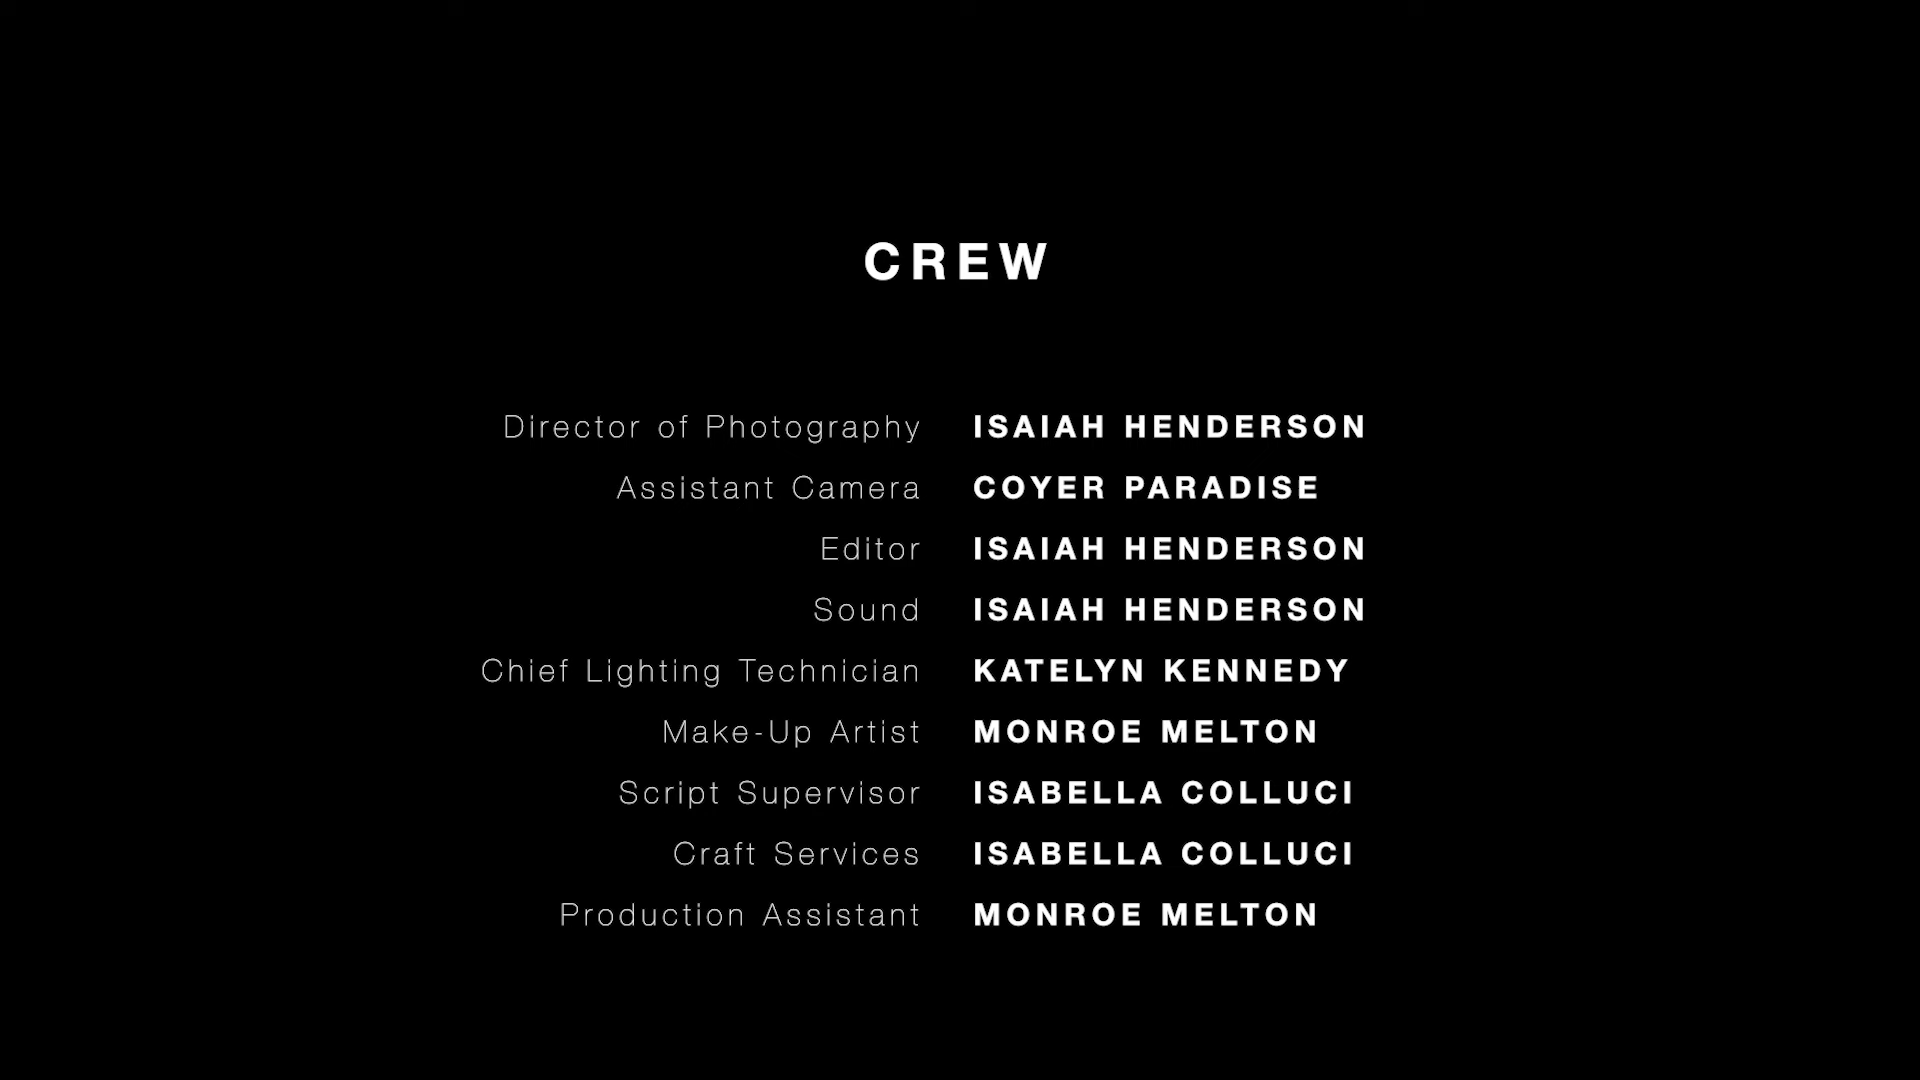 CREW
Director of Photography ISAIAH HENDERSON
Assistant Camera COYER PARADISE
Editor ISAIAH HENDERSON
Sound ISAIAH HENDERSON
Chief Lighting Technician KATELYN KENNEDY
Make-Up Artist MONROE MELTON
Script Supervisor ISABELLA COLLUCI
Craft Services ISABELLA COLLUCI
Production Assistant MONROE MELTON